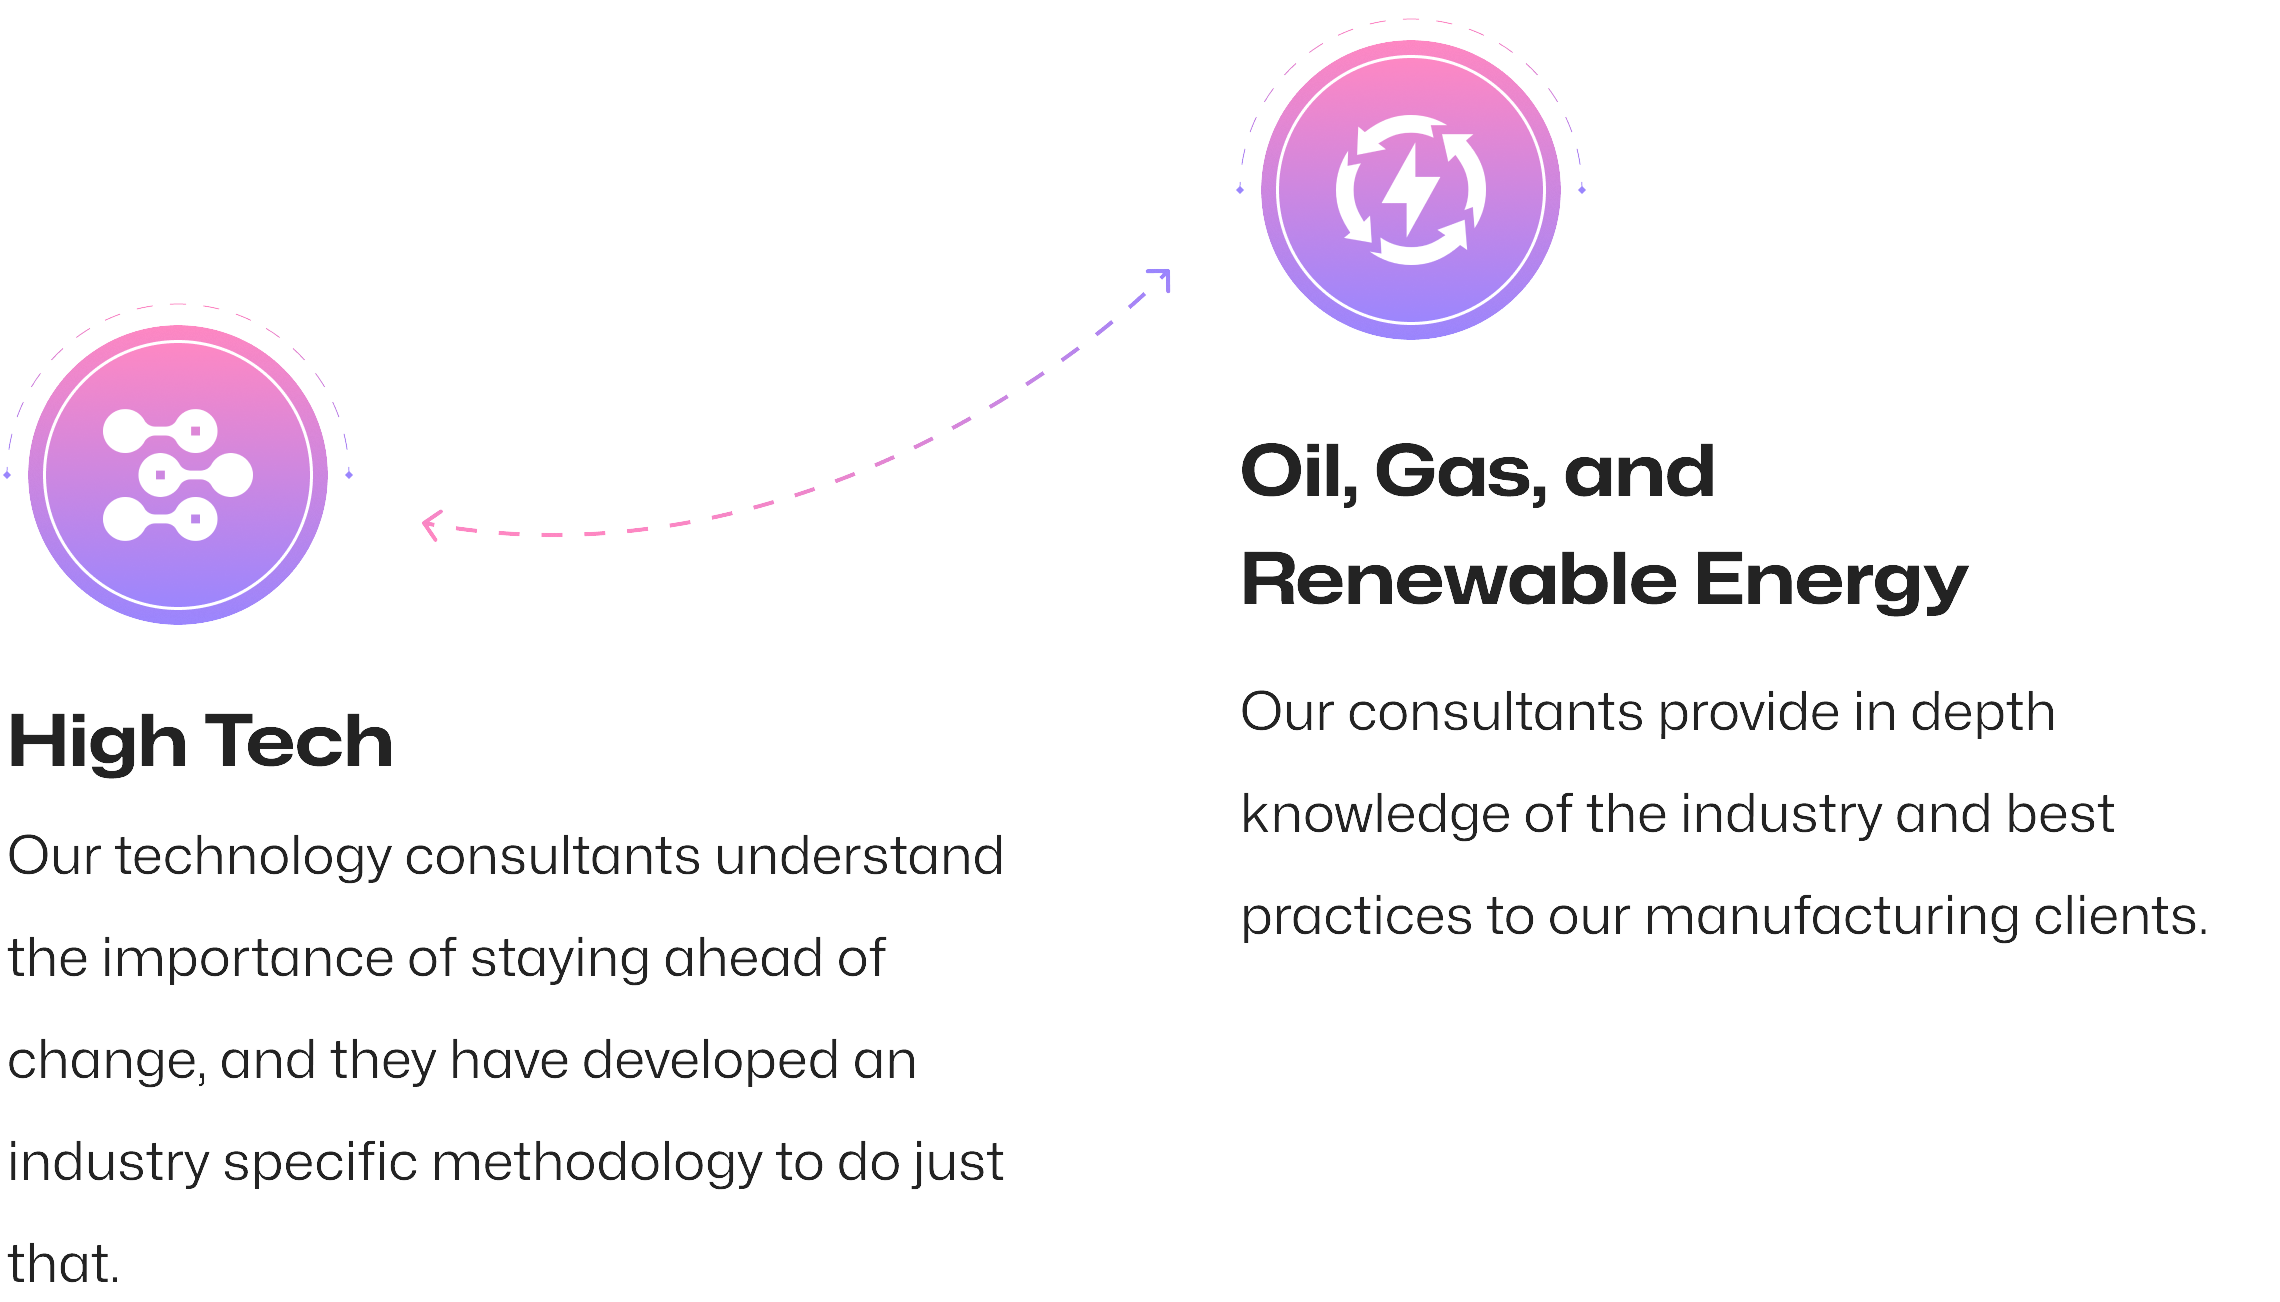 High Tech
Our technology consultants understand
the importance of staying ahead of
change, and they have developed an
industry specific methodology to do just
that.
Oil, Gas, and
Renewable Energy
Our consultants provide in depth
knowledge of the industry and best
practices to our manufacturing clients.